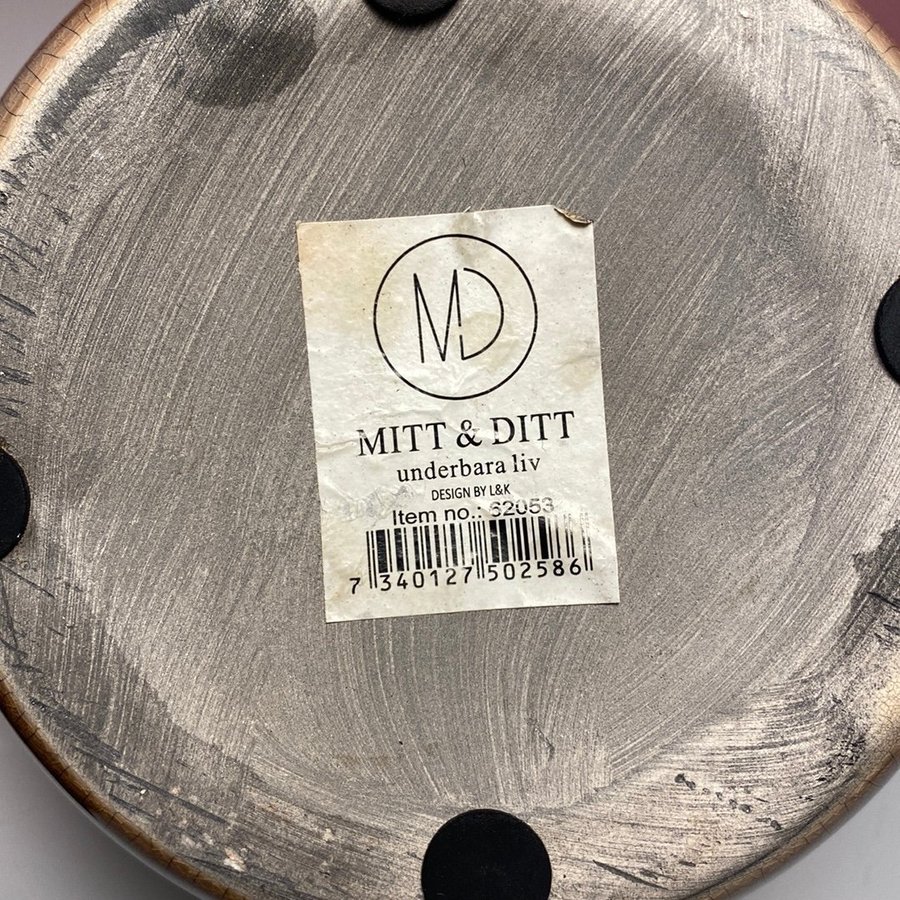 MD
MITT & DITT
underbara liv
DESIGN BY L&K
Item no.: 62053
7 340127 502586